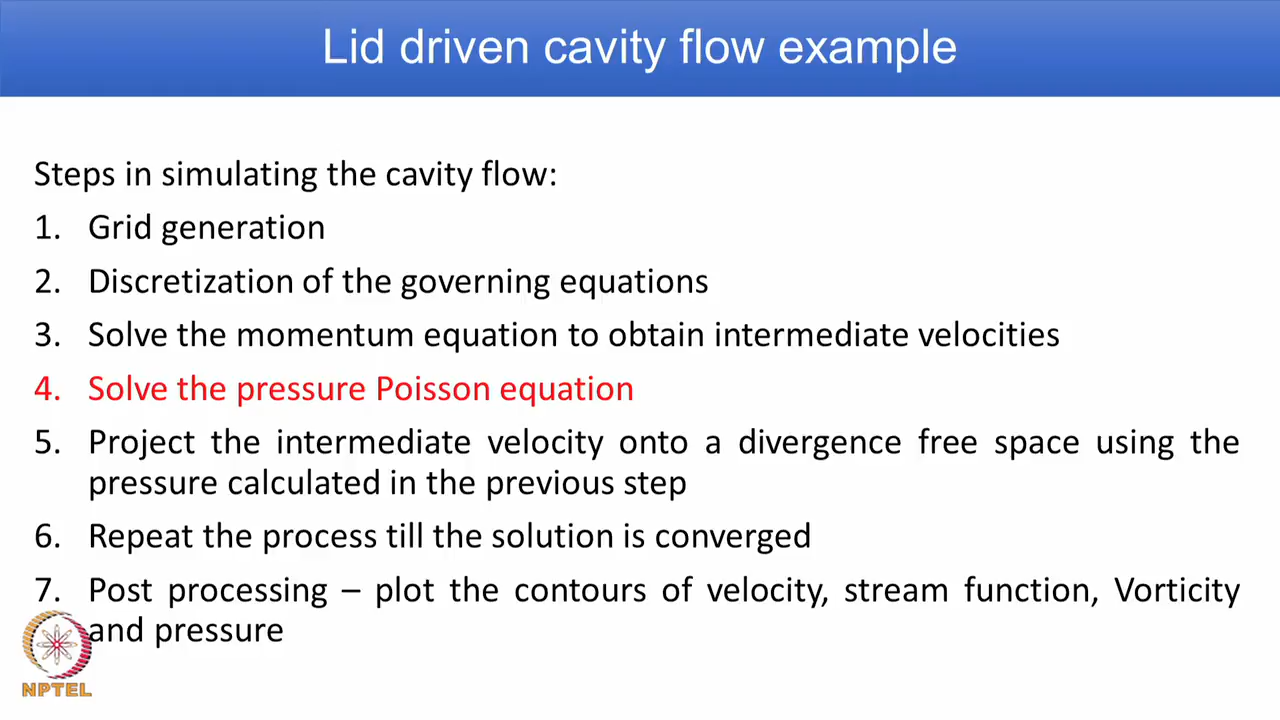 Lid driven cavity flow example
Steps in simulating the cavity flow:
1. Grid generation
2. Discretization of the governing equations
3. Solve the momentum equation to obtain intermediate velocities
4. Solve the pressure Poisson equation
5. Project the intermediate velocity onto a divergence free space using the
pressure calculated in the previous step
6. Repeat the process till the solution is converged
7. Post processing – plot the contours of velocity, stream function, Vorticity
and pressure
NPTEL